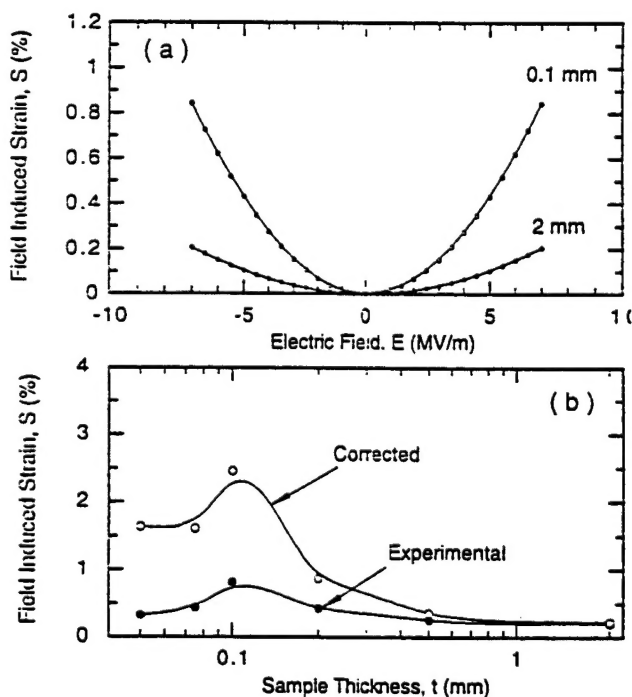 Field Induced Strain, S (%)
1.2
1
0.8
0.6
0.4
0.2
0
(a)
0.1 mm
2 mm
-10
-5
0
5
10
Electric Field. E (MV/m)
Field Induced Strain, S (%)
4
3
2
1
0
(b)
Corrected
Experimental
0.1
1
Sample Thickness, t (mm)